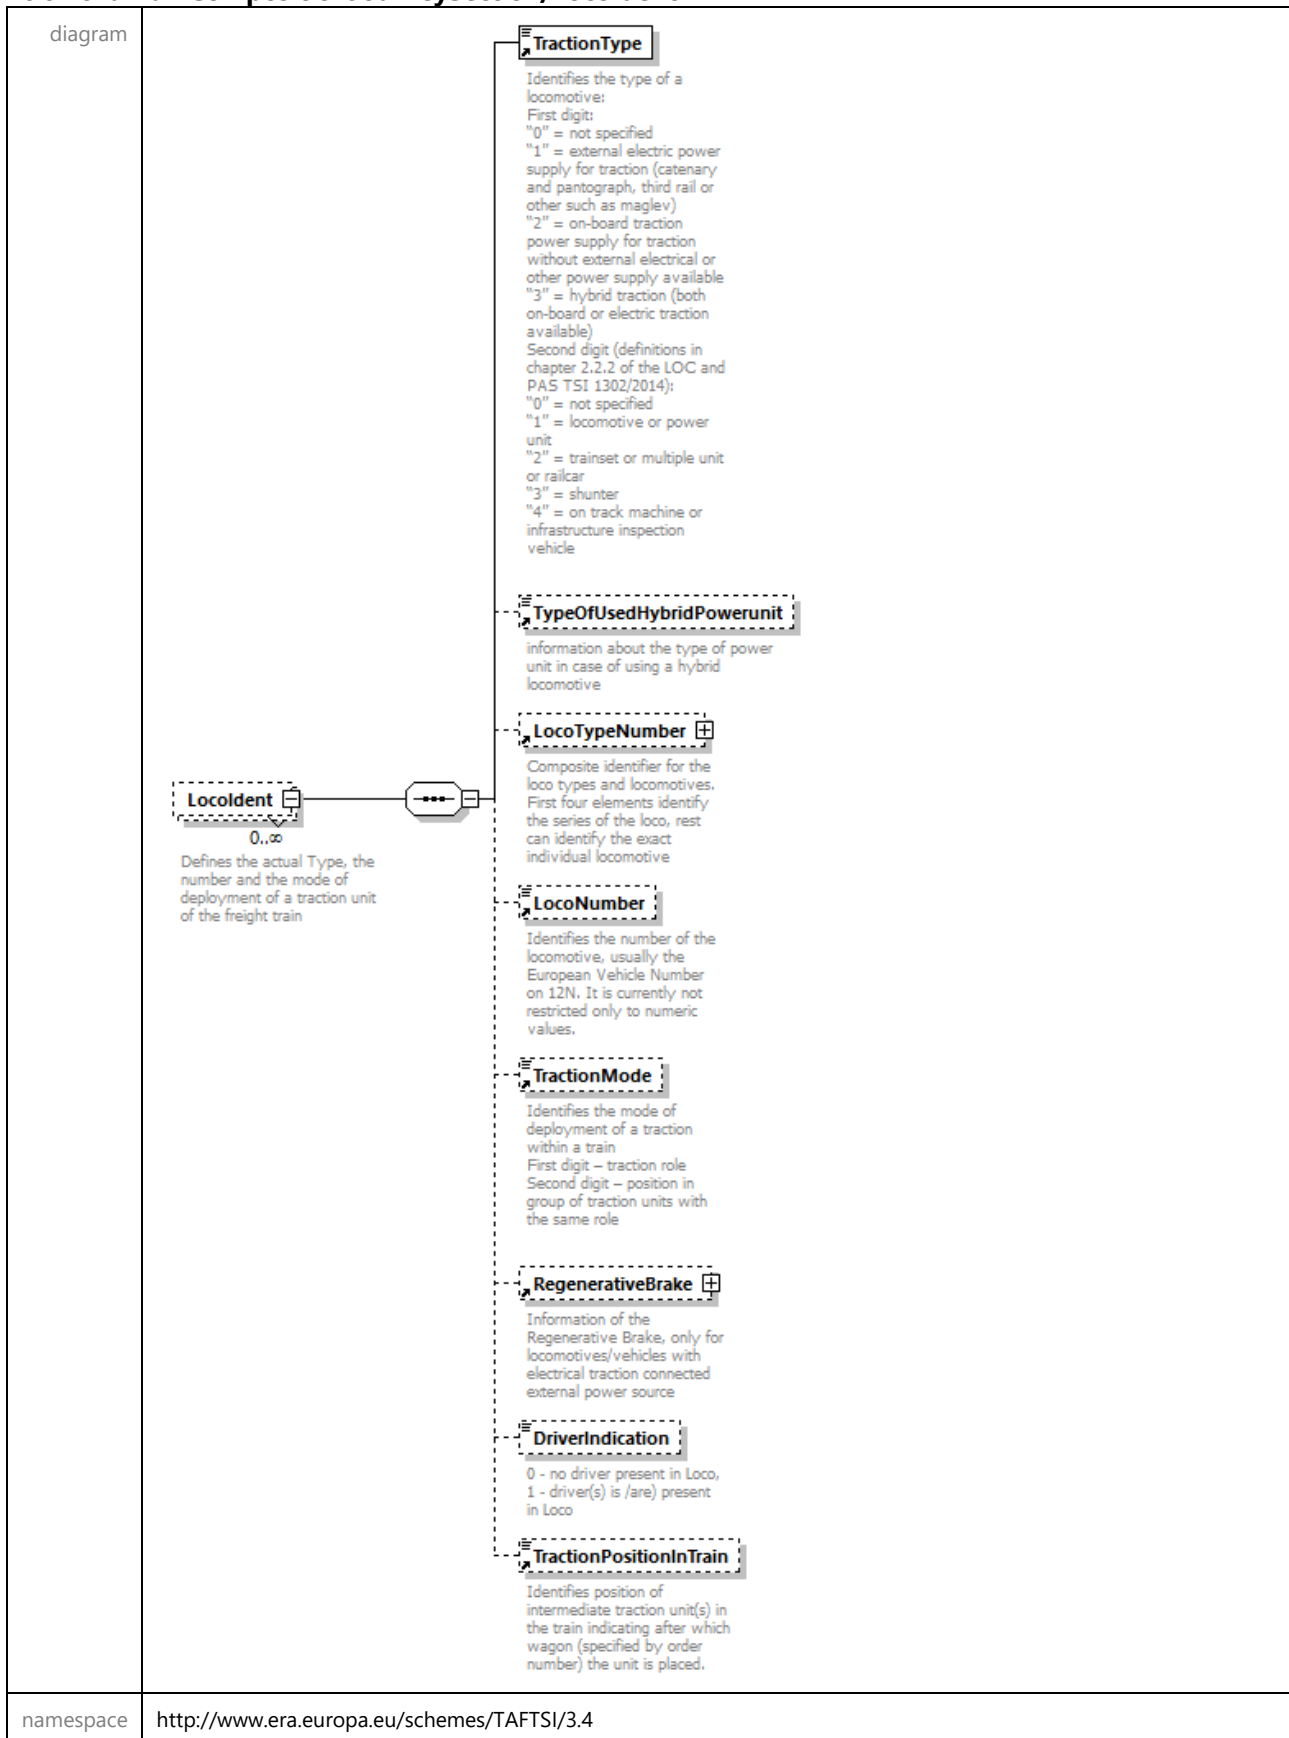 diagram
TractionType
Identifies the type of a
locomotive:
First digit:
"0" = not specified
"1" = external electric power
supply for traction (catenary
and pantograph, third rail or
other such as maglev)
"2" = on-board traction
power supply for traction
without external electrical or
other power supply available
"3" = hybrid traction (both
on-board or electric traction
available)
Second digit (definitions in
chapter 2.2.2 of the LOC and
PAS TSI 1302/2014):
"0" = not specified
"1" = locomotive or power
unit
"2" = trainset or multiple unit
or railcar
"3" = shunter
"4" = on track machine or
infrastructure inspection
vehicle
TypeOfUsedHybridPowerunit
information about the type of power
unit in case of using a hybrid
locomotive
LocoTypeNumber
Composite identifier for the
loco types and locomotives.
First four elements identify
the series of the loco, rest
can identify the exact
individual locomotive
LocoIdent
0..∞
Defines the actual Type, the
number and the mode of
deployment of a traction unit
of the freight train
LocoNumber
Identifies the number of the
locomotive, usually the
European Vehicle Number
on 12N. It is currently not
restricted only to numeric
values.
TractionMode
Identifies the mode of
deployment of a traction
within a train
First digit – traction role
Second digit – position in
group of traction units with
the same role
RegenerativeBrake
Information of the
Regenerative Brake, only for
locomotives/vehicles with
electrical traction connected
external power source
DriverIndication
0 - no driver present in Loco,
1 - driver(s) is /are) present
in Loco
TractionPositionInTrain
Identifies position of
intermediate traction unit(s) in
the train indicating after which
wagon (specified by order
number) the unit is placed.
namespace
http://www.era.europa.eu/schemes/TAFTSI/3.4